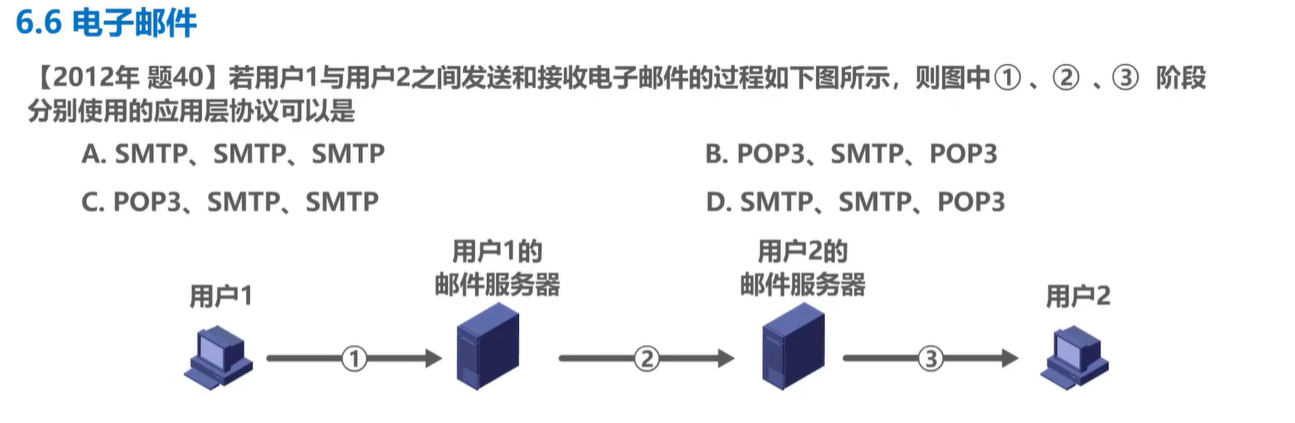 6.6 电子邮件
【2012年 题40】若用户1与用户2之间发送和接收电子邮件的过程如下图所示，则图中①、②、③ 阶段
分别使用的应用层协议可以是
A. SMTP、SMTP、SMTP
B. POP3、SMTP、POP3
C. POP3、SMTP、SMTP
D. SMTP、SMTP、POP3
用户1
用户1的
邮件服务器
用户2的
邮件服务器
用户2
①
②
③